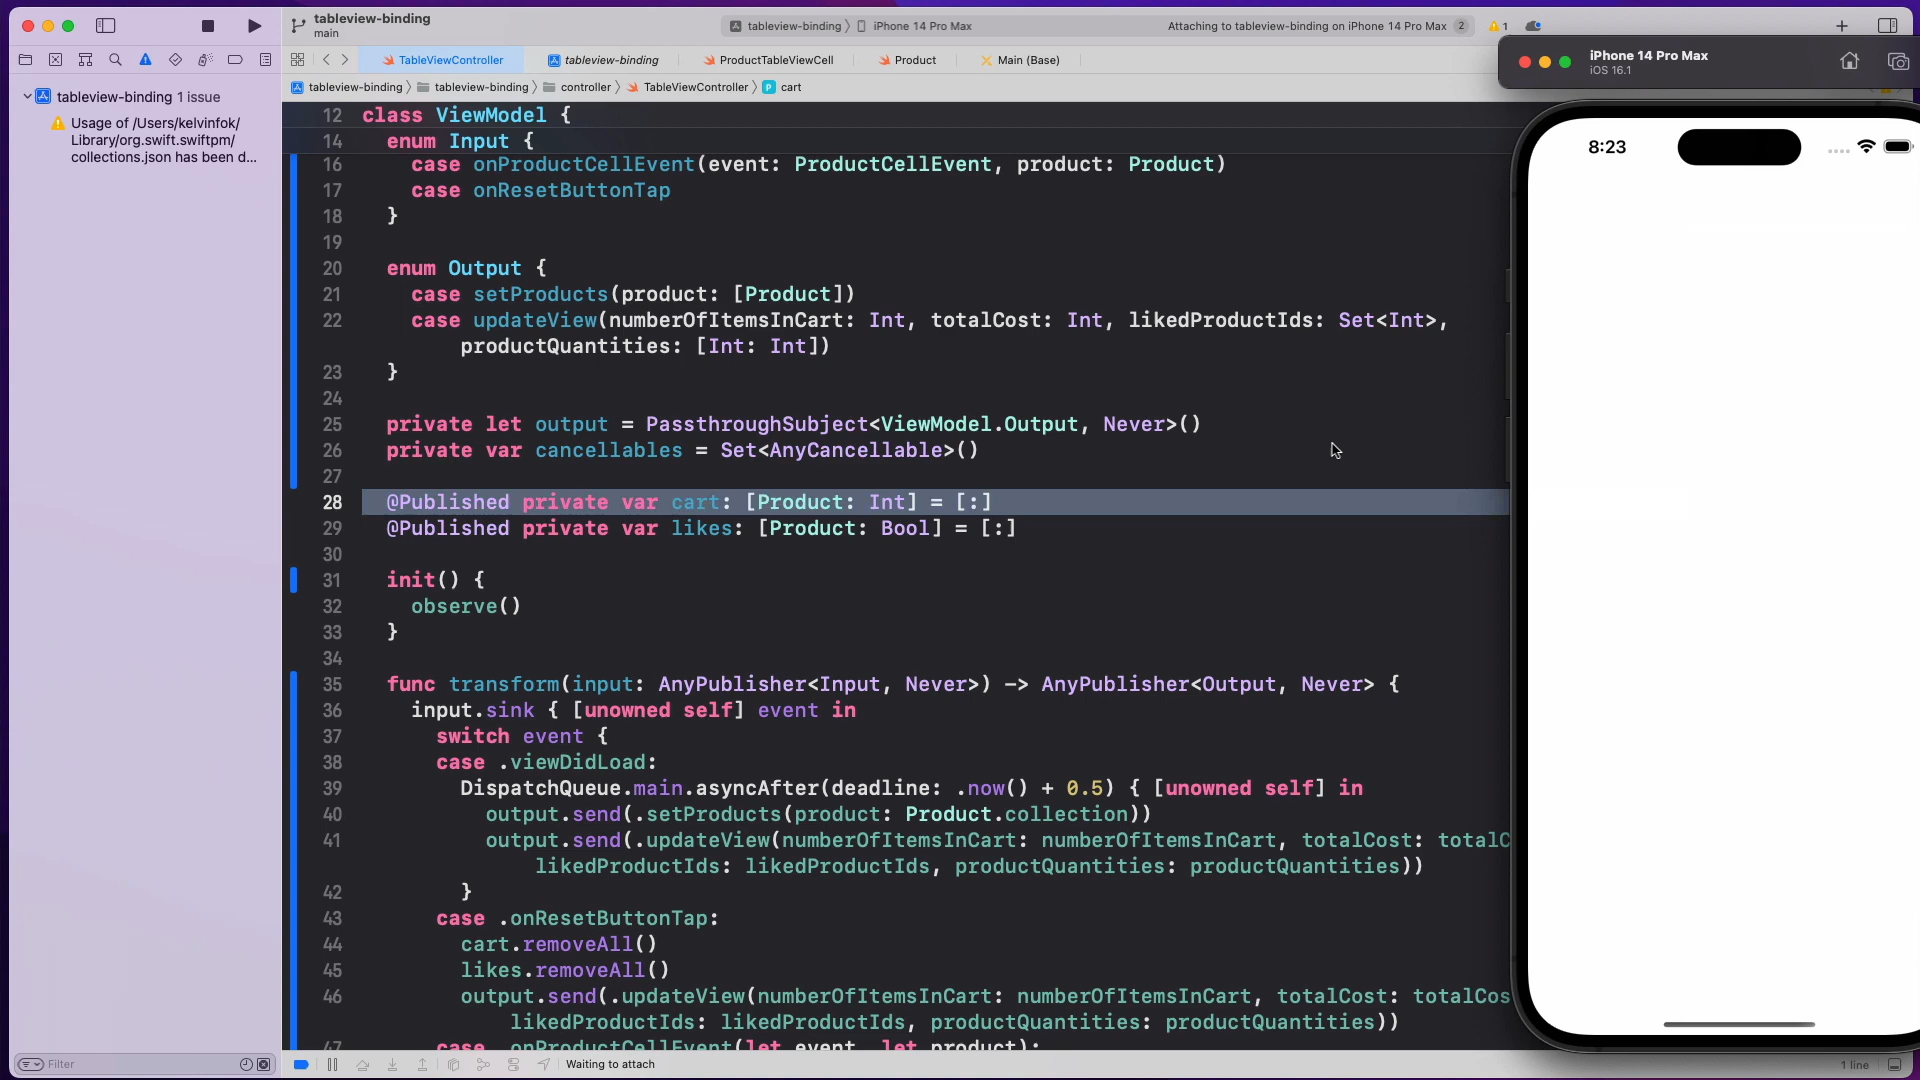 tableview-binding
main
tableview-binding
iPhone 14 Pro Max
Attaching to tableview-binding on iPhone 14 Pro Max
2
1
TableViewController
tableview-binding
ProductTableViewCell
Product
Main (Base)
tableview-binding
tableview-binding
controller
TableViewController
P
cart
tableview-binding 1 issue
Usage of /Users/kelvinfok/
Library/org.swift.swiftpm/
collections.json has been d...
iPhone 14 Pro Max
iOS 16.1
8:23
12 class ViewModel {
14 enum Input {
16 case onProductCellEvent(event: ProductCellEvent, product: Product)
17 case onResetButtonTap
18 }
19
20 enum Output {
21 case setProducts(product: [Product])
22 case updateView(numberOfItemsInCart: Int, totalCost: Int, likedProductIds: Set<Int>,
productQuantities: [Int: Int])
23 }
24
25 private let output = PassthroughSubject<ViewModel.Output, Never>()
26 private var cancellables = Set<AnyCancellable>()
27
28 @Published private var cart: [Product: Int] = [:]
29 @Published private var likes: [Product: Bool] = [:]
30
31 init() {
32 observe()
33 }
34
35 func transform(input: AnyPublisher<Input, Never>) -> AnyPublisher<Output, Never> {
36 input.sink { [unowned self] event in
37 switch event {
38 case .viewDidLoad:
39 DispatchQueue.main.asyncAfter(deadline: .now() + 0.5) { [unowned self] in
40 output.send(.setProducts(product: Product.collection))
41 output.send(.updateView(numberOfItemsInCart: numberOfItemsInCart, totalCost: totalC
likedProductIds: likedProductIds, productQuantities: productQuantities))
42 }
43 case .onResetButtonTap:
44 cart.removeAll()
45 likes.removeAll()
46 output.send(.updateView(numberOfItemsInCart: numberOfItemsInCart, totalCost: totalCos
likedProductIds: likedProductIds, productQuantities: productQuantities))
47 case .onProductCellEvent(let event, let product):
Filter
Waiting to attach
1 line